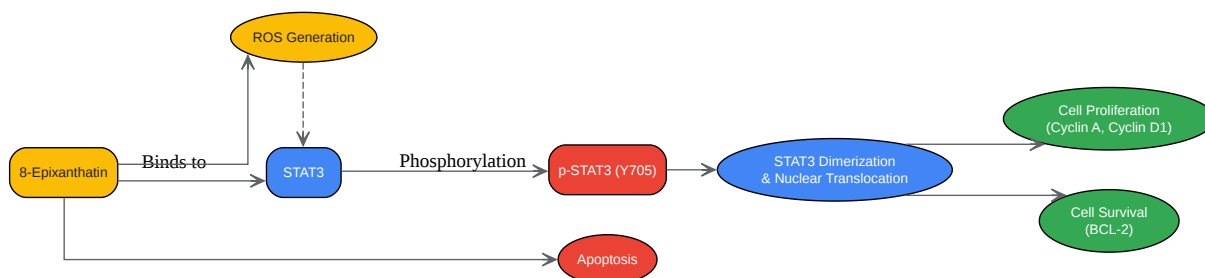 ROS Generation
Cell Proliferation
(Cyclin A, Cyclin D1)
8-Epixanthatin
Binds to
STAT3
Phosphorylation
p-STAT3 (Y705)
STAT3 Dimerization
& Nuclear Translocation
Cell Survival
(BCL-2)
Apoptosis